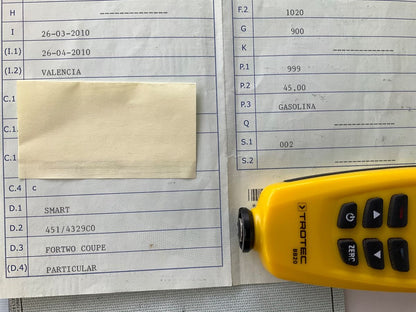 H ------------
I 26-03-2010
(I.1) 26-04-2010
(I.2) VALENCIA
C.1
C.1.
C.1
C.4 c
D.1 SMART
D.2 451/4329C0
D.3 FORTWO COUPE
(D.4) PARTICULAR
F.2 1020
G 900
K ------------
P.1 999
P.2 45,00
P.3 GASOLINA
Q ------------
S.1 002
S.2 ------------
TROTEC
BB20
ZERO